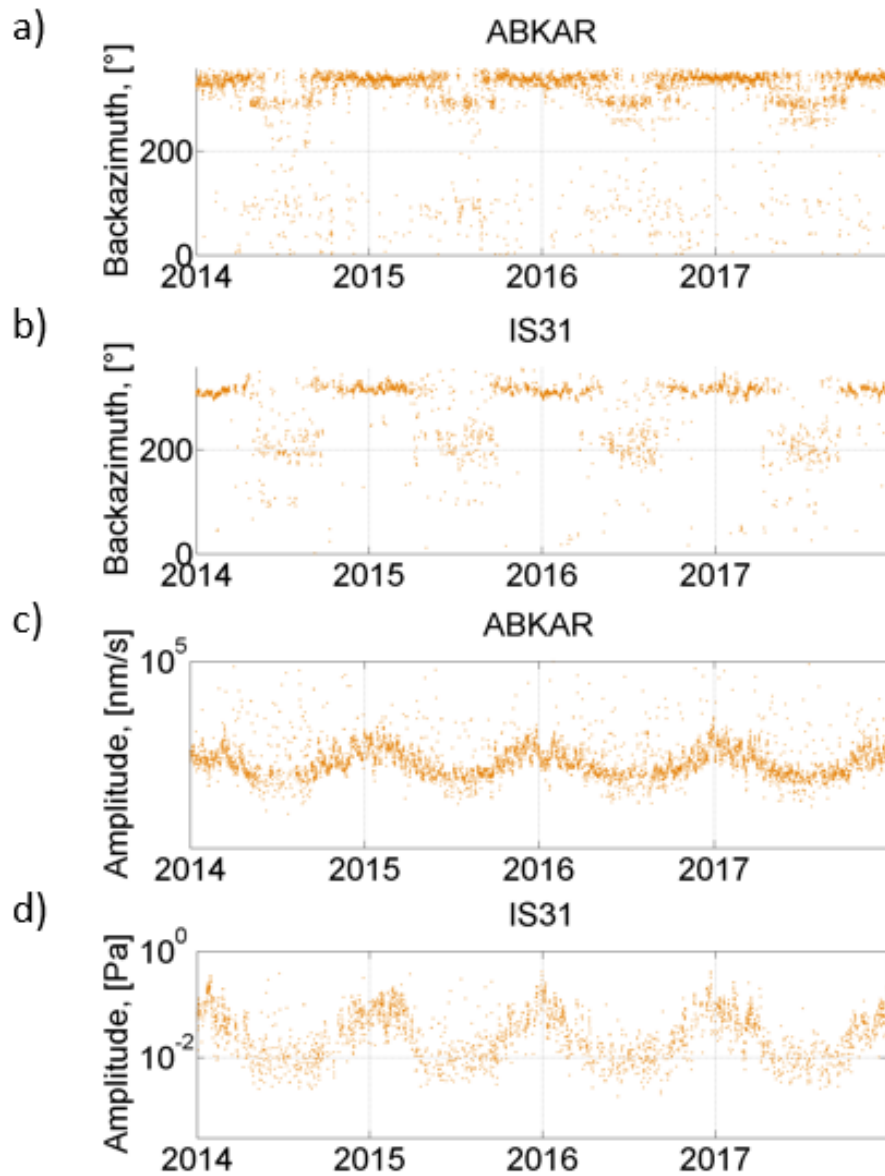 a)
ABKAR
Backazimuth, [°]
200
0
2014 2015 2016 2017
b)
IS31
Backazimuth, [°]
200
0
2014 2015 2016 2017
c)
ABKAR
Amplitude, [nm/s]
10^5
2014 2015 2016 2017
d)
IS31
Amplitude, [Pa]
10^0
10^-2
2014 2015 2016 2017